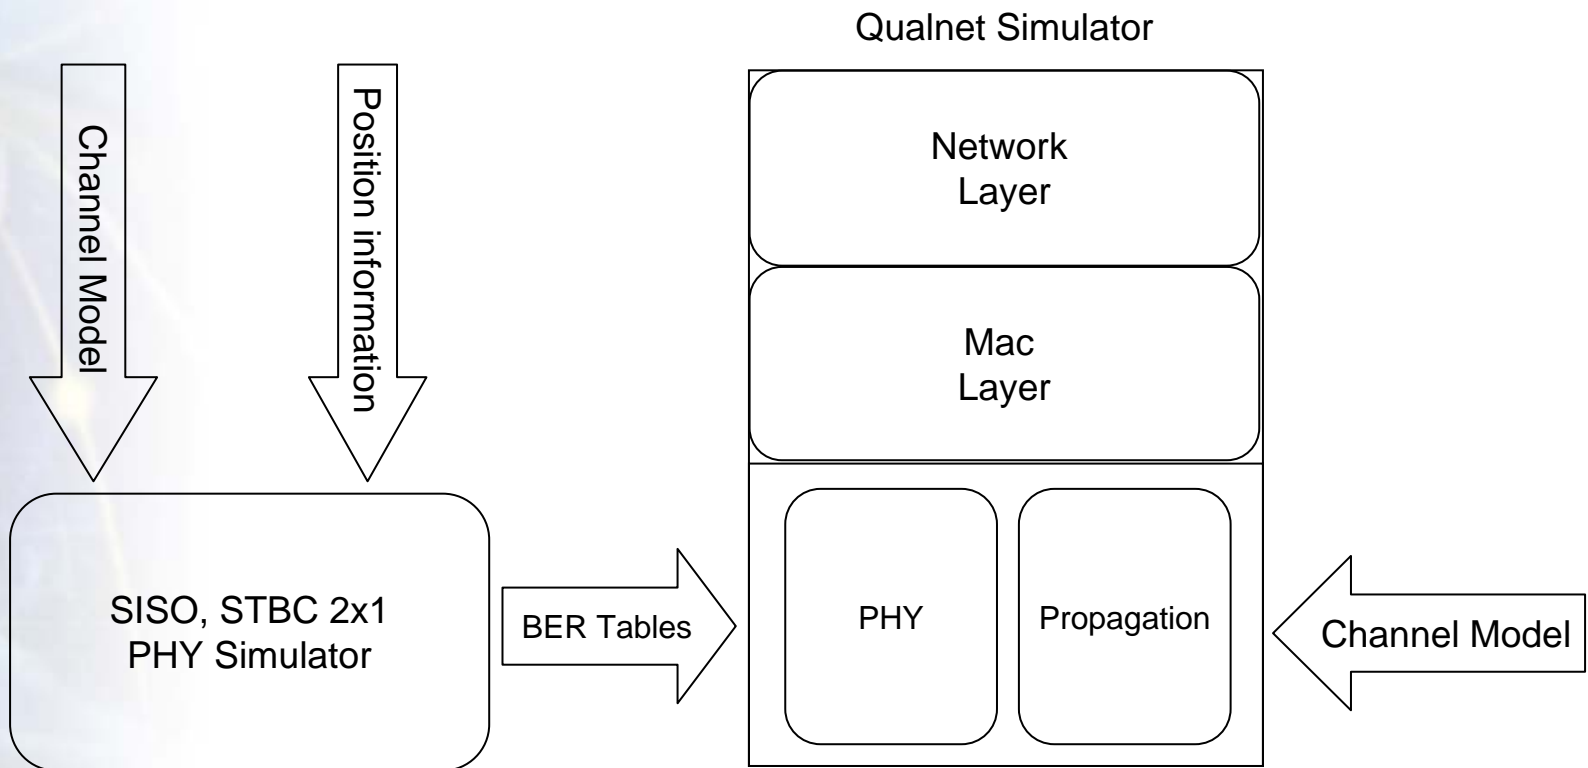 Qualnet Simulator
Channel Model
Position information
Network
Layer
Mac
Layer
SISO, STBC 2x1
PHY Simulator
BER Tables
PHY
Propagation
Channel Model